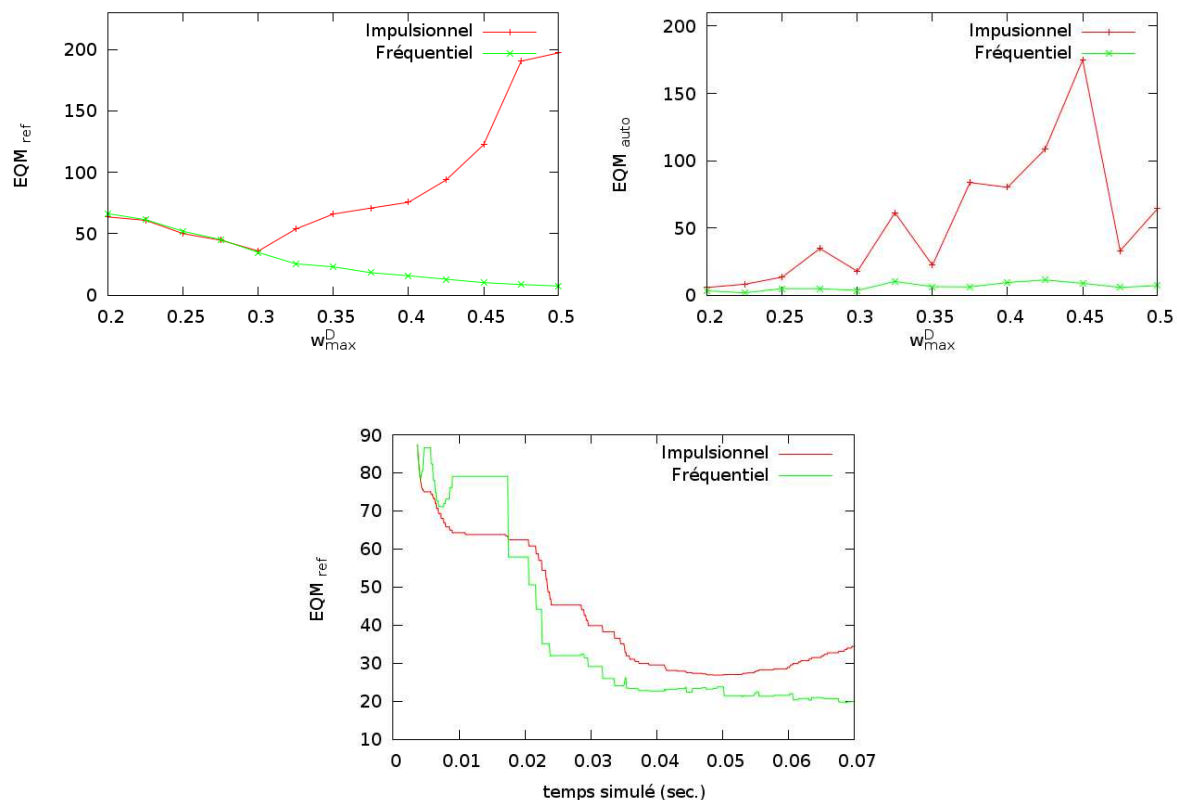 Impulsionnel
Fréquentiel
200
150
100
50
0
EQM ref
0.2 0.25 0.3 0.35 0.4 0.45 0.5
w_max^D
Impusionnel
Fréquentiel
200
150
100
50
0
EQM auto
0.2 0.25 0.3 0.35 0.4 0.45 0.5
w_max^D
Impulsionnel
Fréquentiel
90
80
70
60
50
40
30
20
10
EQM ref
0 0.01 0.02 0.03 0.04 0.05 0.06 0.07
temps simulé (sec.)